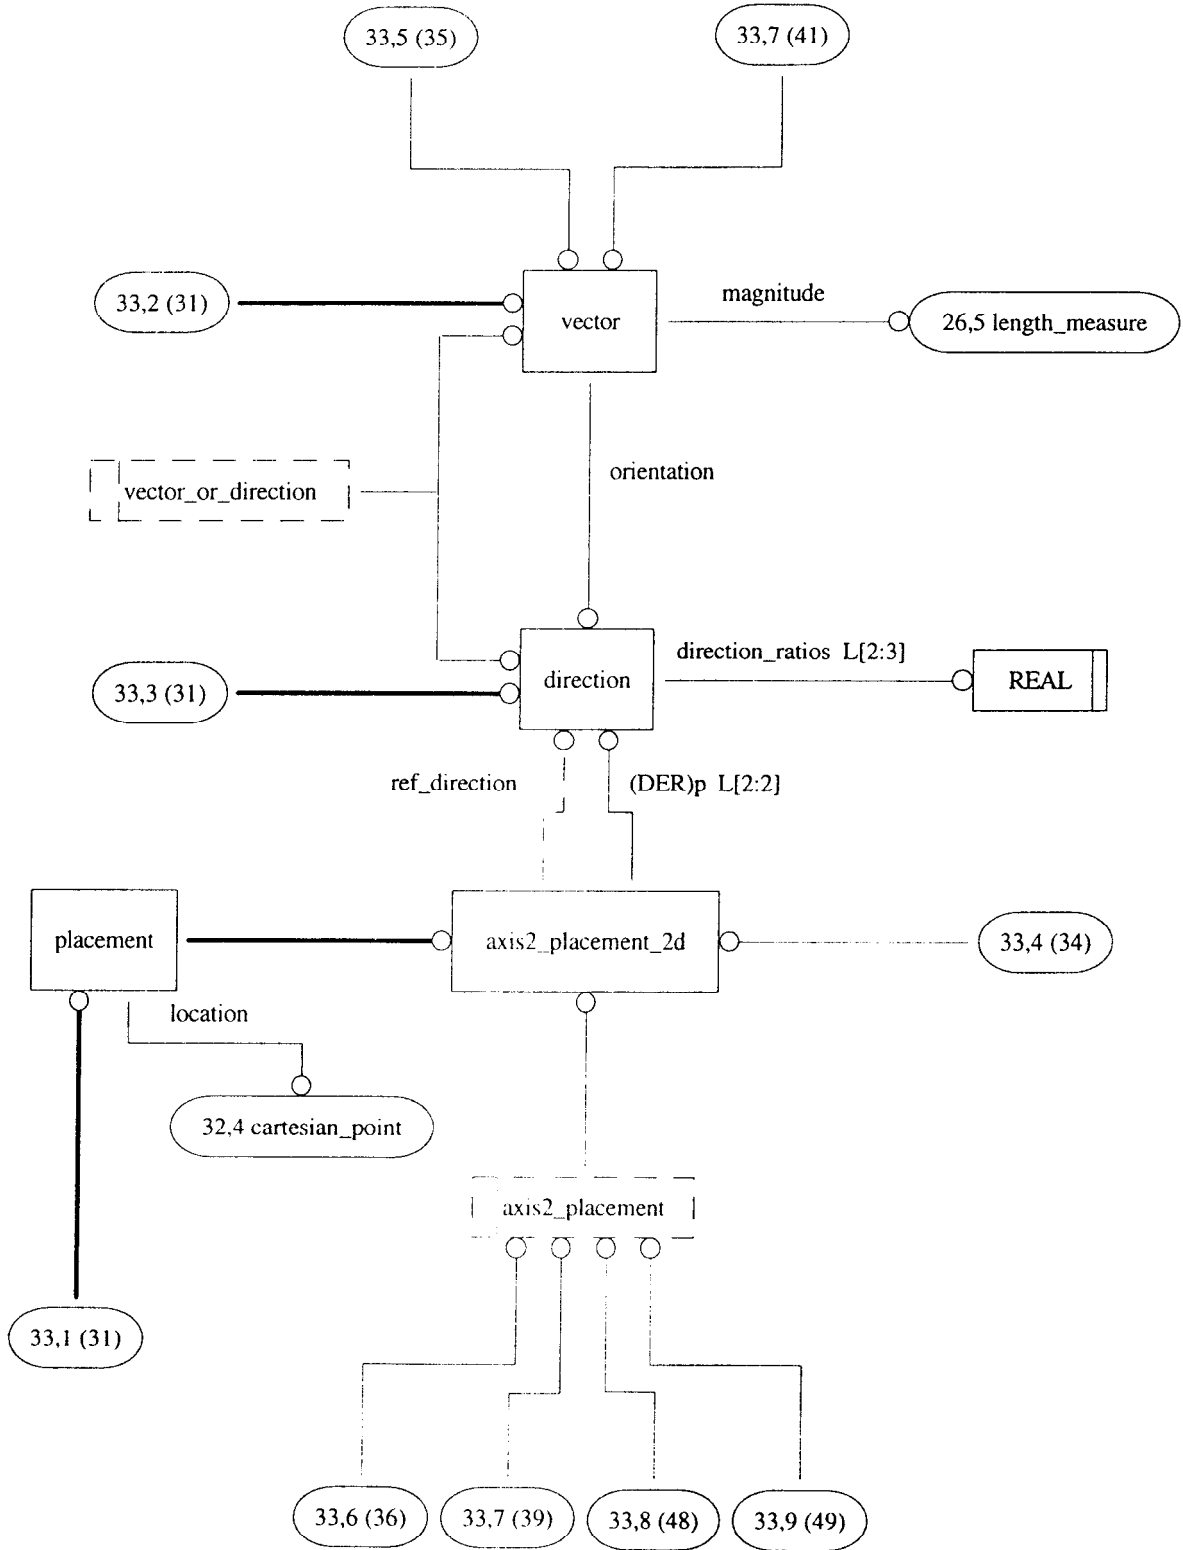 33,5 (35)
33,7 (41)
33,2 (31)
vector
magnitude
26,5 length_measure
vector_or_direction
orientation
33,3 (31)
direction
direction_ratios L[2:3]
REAL
ref_direction
(DER)p L[2:2]
placement
axis2_placement_2d
33,4 (34)
location
32,4 cartesian_point
axis2_placement
33,1 (31)
33,6 (36)
33,7 (39)
33,8 (48)
33,9 (49)